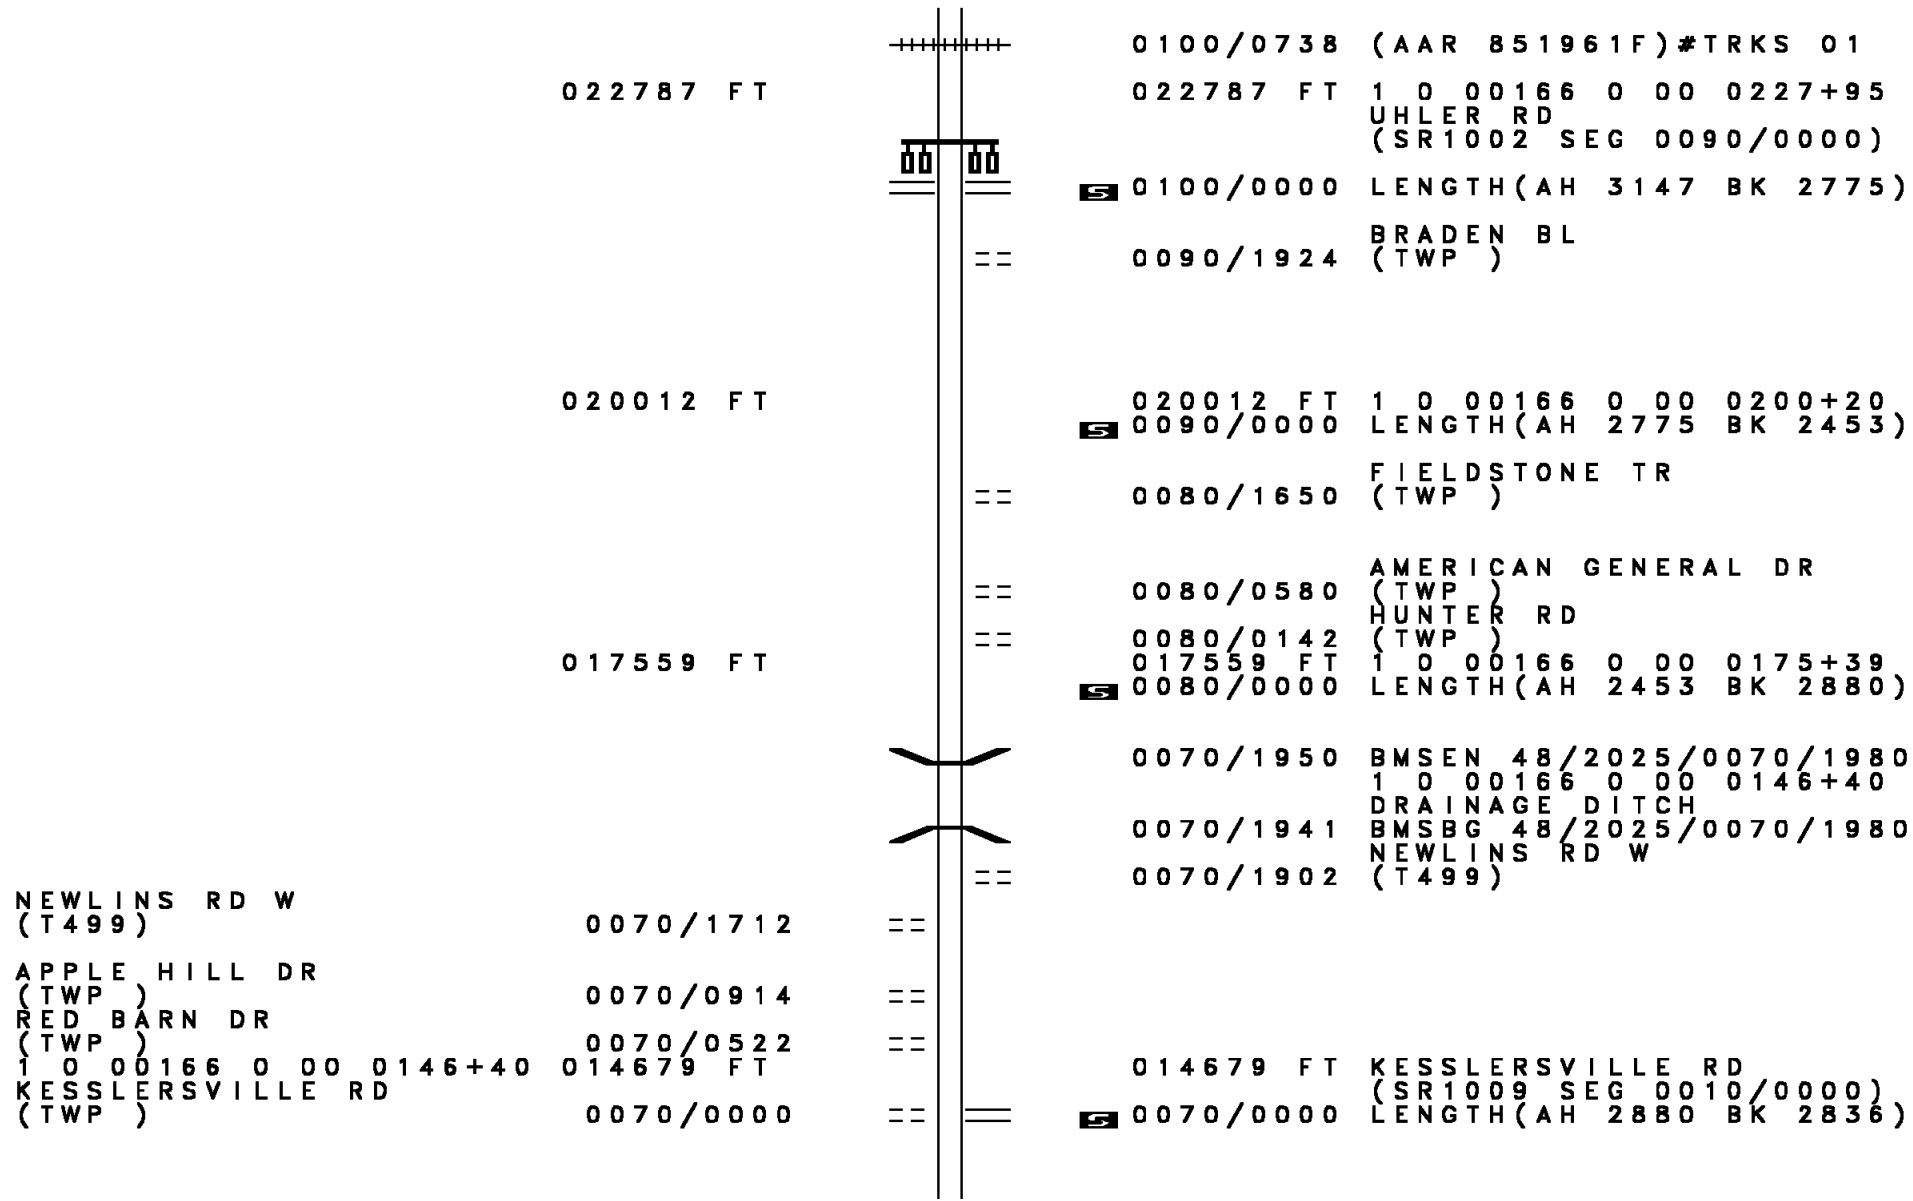 0100/0738 (AAR 851961F)#TRKS 01
022787 FT 022787 FT 1 0 00166 0 00 0227+95
UHLER RD
(SR1002 SEG 0090/0000)
S 0100/0000 LENGTH(AH 3147 BK 2775)
BRADEN BL
0090/1924 (TWP )
020012 FT 020012 FT 1 0 00166 0 00 0200+20
S 0090/0000 LENGTH(AH 2775 BK 2453)
FIELDSTONE TR
0080/1650 (TWP )
AMERICAN GENERAL DR
0080/0580 (TWP )
HUNTER RD
0080/0142 (TWP )
017559 FT 017559 FT 1 0 00166 0 00 0175+39
S 0080/0000 LENGTH(AH 2453 BK 2880)
0070/1950 BMSEN 48/2025/0070/1980
1 0 00166 0 00 0146+40
DRAINAGE DITCH
0070/1941 BMSBG 48/2025/0070/1980
NEWLINS RD W
0070/1902 (T499)
NEWLINS RD W
(T499) 0070/1712
APPLE HILL DR
(TWP ) 0070/0914
RED BARN DR
(TWP ) 0070/0522
1 0 00166 0 00 0146+40 014679 FT 014679 FT KESSLERSVILLE RD
KESSLERSVILLE RD (SR1009 SEG 0010/0000)
(TWP ) 0070/0000 S 0070/0000 LENGTH(AH 2880 BK 2836)